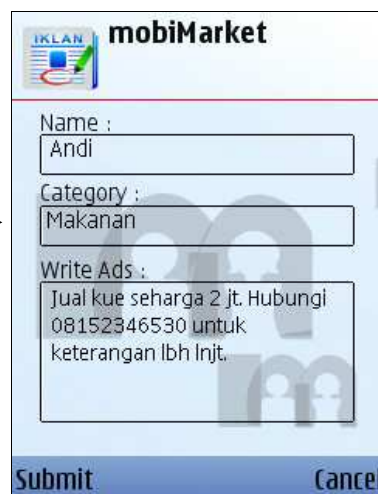 IKLAN
mobiMarket
Name :
Andi
Category :
Makanan
Write Ads :
Jual kue seharga 2 jt. Hubungi
08152346530 untuk
keterangan lbh lnjt.
Submit Cance